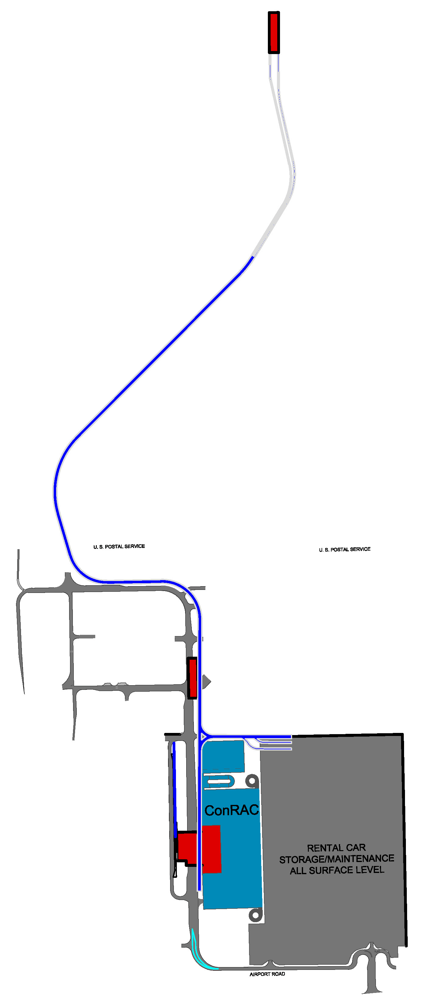 U. S. POSTAL SERVICE
U. S. POSTAL SERVICE
ConRAC
RENTAL CAR
STORAGE/MAINTENANCE
ALL SURFACE LEVEL
AIRPORT ROAD